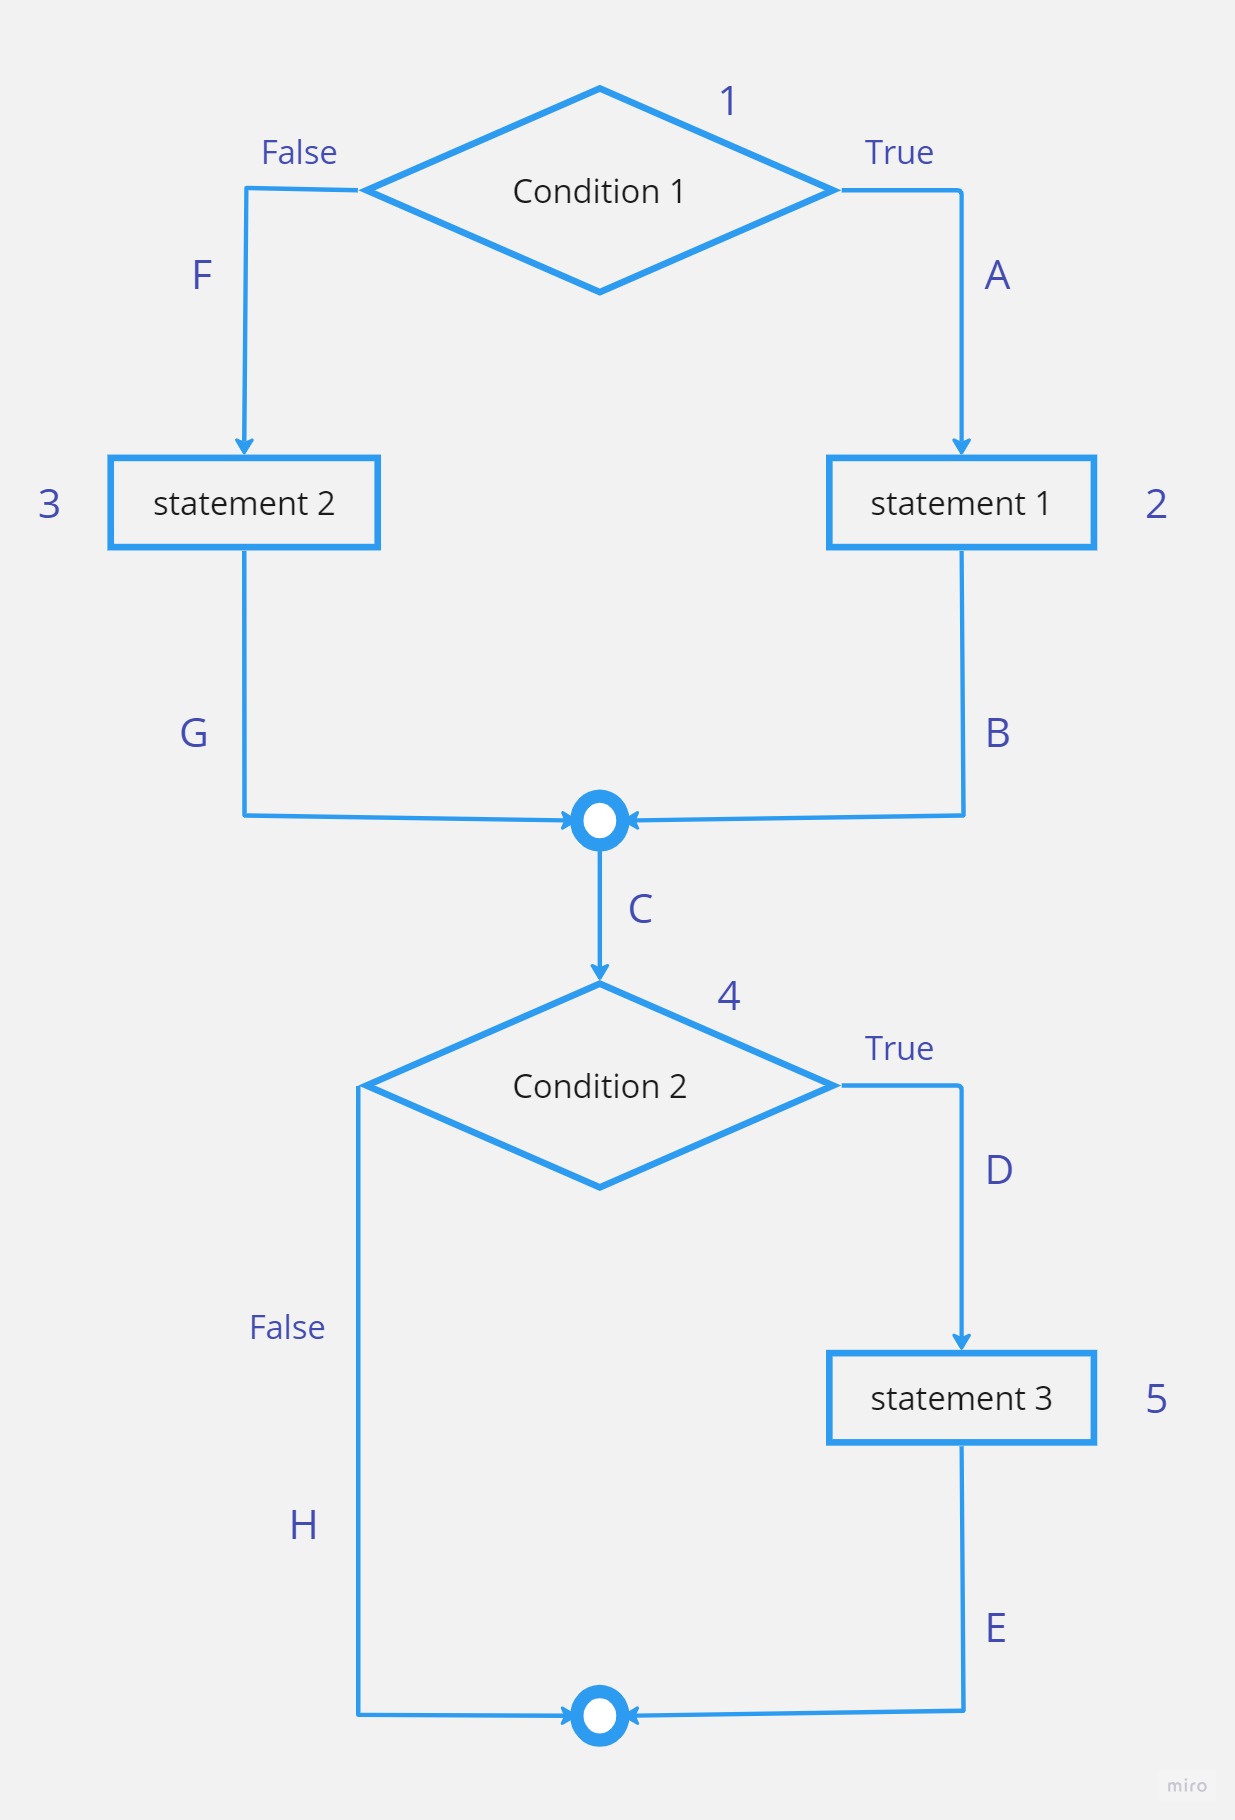 1
False
True
Condition 1
F
A
3
statement 2
statement 1
2
G
B
C
4
True
Condition 2
D
False
statement 3
5
H
E
miro